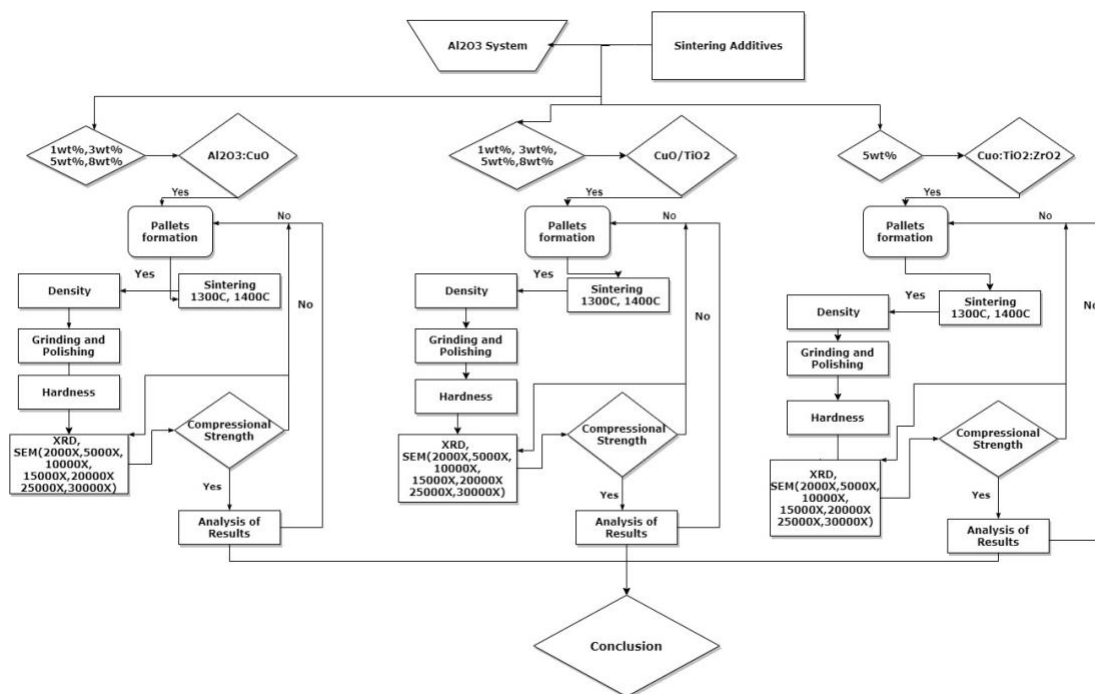 Al2O3 System
Sintering Additives
1wt%,3wt%
5wt%,8wt%
Al2O3:CuO
Yes
Pallets
formation
No
Yes
Density
Sintering
1300C, 1400C
No
Grinding and
Polishing
Hardness
Compressional
Strength
XRD,
SEM(2000X,5000X,
10000X,
15000X,20000X
25000X,30000X)
Yes
Analysis of
Results
1wt%, 3wt%,
5wt%,8wt%
CuO/TiO2
Yes
Pallets
formation
No
Yes
Density
Sintering
1300C, 1400C
No
Grinding and
Polishing
Hardness
Compressional
Strength
XRD,
SEM(2000X,5000X,
10000X,
15000X,20000X
25000X,30000X)
Yes
Analysis of
Results
5wt%
Cuo:TiO2:ZrO2
Yes
Pallets
formation
No
Yes
Density
Sintering
1300C, 1400C
No
Grinding and
Polishing
Hardness
Compressional
Strength
XRD,
SEM(2000X,5000X,
10000X,
15000X,20000X
25000X,30000X)
Yes
Analysis of
Results
Conclusion